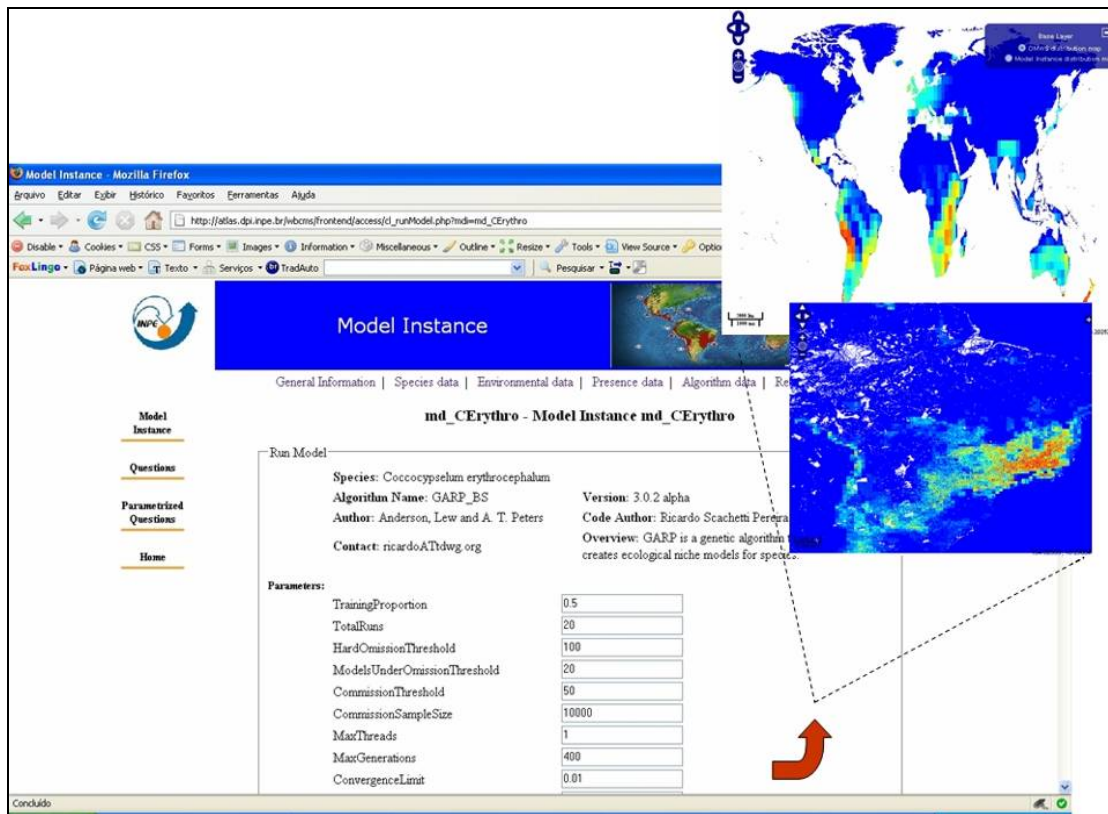 Base Layer
distribution map
Model Instance distribution
Model Instance - Mozilla Firefox
Arquivo Editar Exibir Histórico Favoritos Ferramentas Ajuda
http://atlas.dpi.inpe.br/wbcms/frontend/access/cl_runModel.php?mdi=md_CErythro
Disable Cookies CSS Forms Images Information Miscellaneous Outline Resize Tools View Source
FoxLingo Página web Texto Serviços TradAuto Pesquisar
INPE
Model Instance
General Information | Species data | Environmental data | Presence data | Algorithm data |
Model
Instance
Questions
Parametrized
Questions
Home
md_CErythro - Model Instance md_CErythro
Run Model
Species: Coccocypselum erythrocephalum
Algorithm Name: GARP_BS Version: 3.0.2 alpha
Author: Anderson, Lew and A. T. Peters Code Author: Ricardo Scachetti Pereira
Contact: ricardoATtdwg.org Overview: GARP is a genetic algorithm
creates ecological niche models for species.
Parameters:
TrainingProportion 0.5
TotalRuns 20
HardOmissionThreshold 100
ModelsUnderOmissionThreshold 20
CommissionThreshold 50
CommissionSampleSize 10000
MaxThreads 1
MaxGenerations 400
ConvergenceLimit 0.01
Concluído